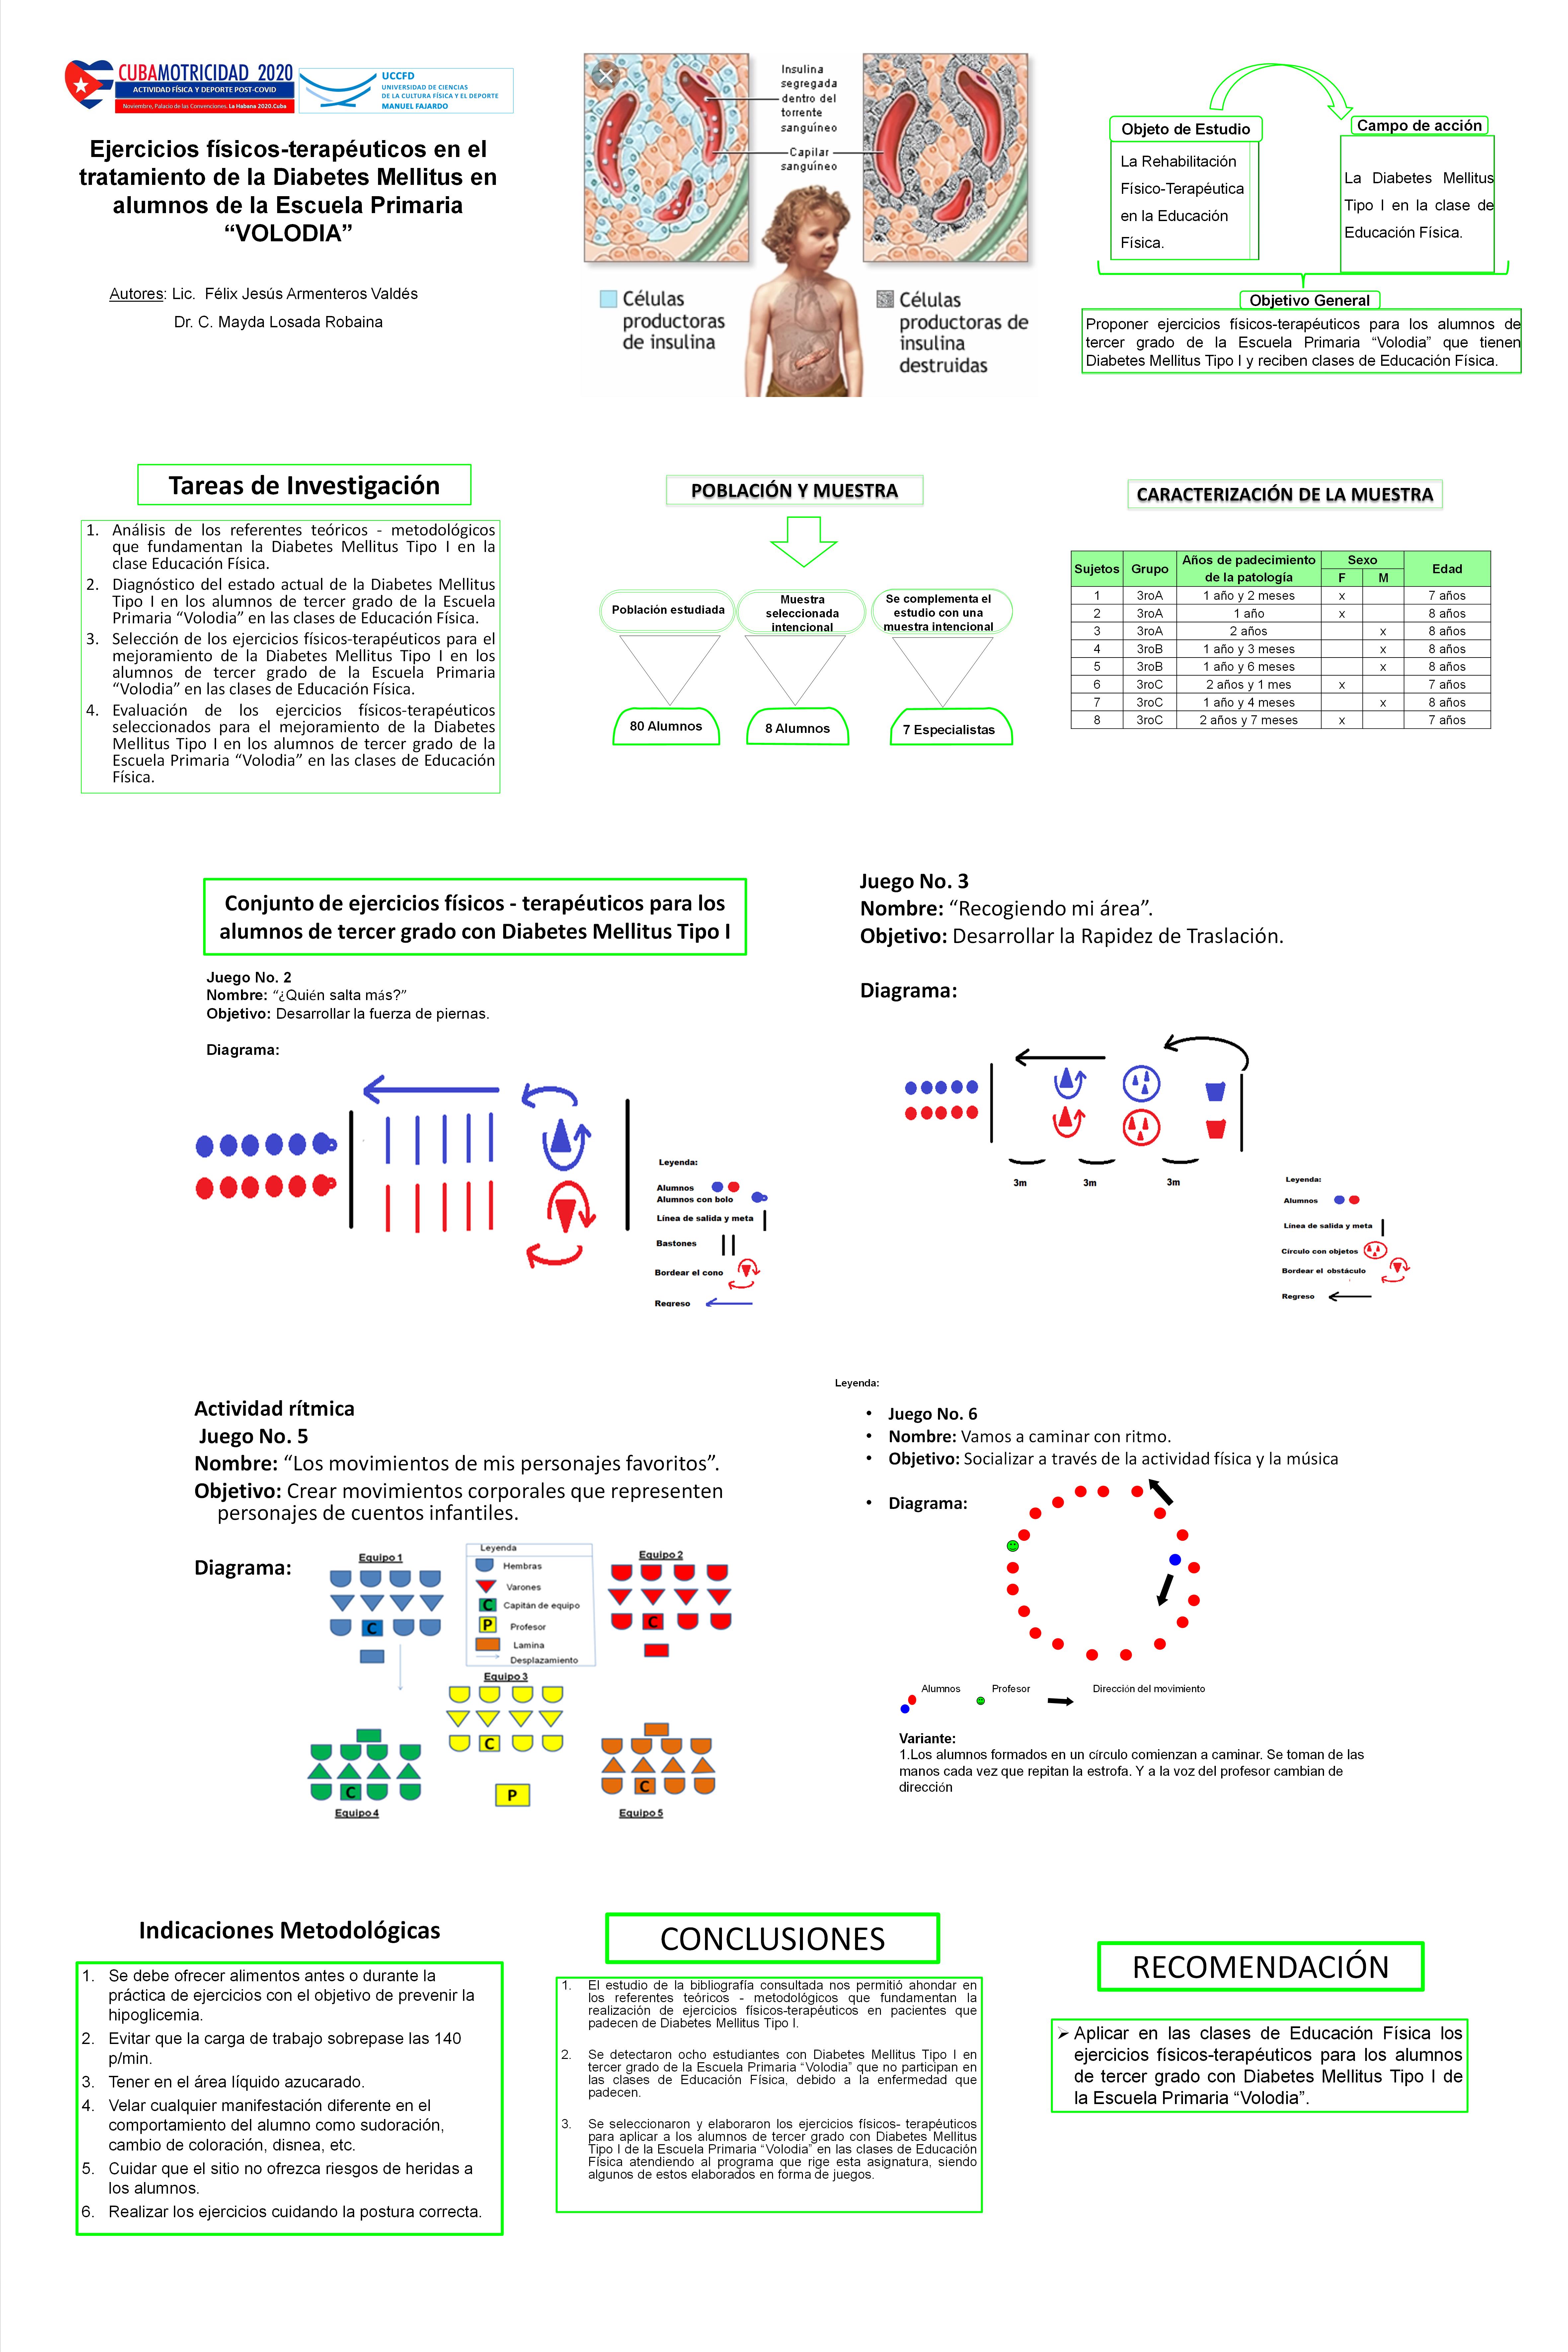 CUBAMOTRICIDAD 2020
ACTIVIDAD FÍSICA Y DEPORTE POST-COVID
Noviembre, Palacio de las Convenciones. La Habana 2020.Cuba
UCCFD
UNIVERSIDAD DE CIENCIAS
DE LA CULTURA FÍSICA Y EL DEPORTE
MANUEL FAJARDO
Ejercicios físicos-terapéuticos en el
tratamiento de la Diabetes Mellitus en
alumnos de la Escuela Primaria
“VOLODIA”
Autores: Lic. Félix Jesús Armenteros Valdés
Dr. C. Mayda Losada Robaina
Insulina
segregada
dentro del
torrente
sanguíneo
Capilar
sanguíneo
Células
productoras
de insulina
Células
productoras de
insulina
destruidas
Objeto de Estudio
La Rehabilitación
Físico-Terapéutica
en la Educación
Física.
Campo de acción
La Diabetes Mellitus
Tipo I en la clase de
Educación Física.
Objetivo General
Proponer ejercicios físicos-terapéuticos para los alumnos de
tercer grado de la Escuela Primaria “Volodia” que tienen
Diabetes Mellitus Tipo I y reciben clases de Educación Física.
Tareas de Investigación
1. Análisis de los referentes teóricos - metodológicos
que fundamentan la Diabetes Mellitus Tipo I en la
clase Educación Física.
2. Diagnóstico del estado actual de la Diabetes Mellitus
Tipo I en los alumnos de tercer grado de la Escuela
Primaria “Volodia” en las clases de Educación Física.
3. Selección de los ejercicios físicos-terapéuticos para el
mejoramiento de la Diabetes Mellitus Tipo I en los
alumnos de tercer grado de la Escuela Primaria
“Volodia” en las clases de Educación Física.
4. Evaluación de los ejercicios físicos-terapéuticos
seleccionados para el mejoramiento de la Diabetes
Mellitus Tipo I en los alumnos de tercer grado de la
Escuela Primaria “Volodia” en las clases de Educación
Física.
POBLACIÓN Y MUESTRA
Población estudiada
Muestra
seleccionada
intencional
Se complementa el
estudio con una
muestra intencional
80 Alumnos
8 Alumnos
7 Especialistas
CARACTERIZACIÓN DE LA MUESTRA
Sujetos Grupo Años de padecimiento de la patología Sexo F M Edad
1 3roA 1 año y 2 meses x 7 años
2 3roA 1 año x 8 años
3 3roA 2 años x 8 años
4 3roB 1 año y 3 meses x 8 años
5 3roB 1 año y 6 meses x 8 años
6 3roC 2 años y 1 mes x 7 años
7 3roC 1 año y 4 meses x 8 años
8 3roC 2 años y 7 meses x 7 años
Conjunto de ejercicios físicos - terapéuticos para los
alumnos de tercer grado con Diabetes Mellitus Tipo I
Juego No. 2
Nombre: “¿Quién salta más?”
Objetivo: Desarrollar la fuerza de piernas.
Diagrama:
Leyenda:
Alumnos
Alumnos con bolo
Línea de salida y meta
Bastones
Bordear el cono
Regreso
Juego No. 3
Nombre: “Recogiendo mi área”.
Objetivo: Desarrollar la Rapidez de Traslación.
Diagrama:
3m 3m 3m
Leyenda:
Alumnos
Línea de salida y meta
Círculo con objetos
Bordear el obstáculo
Regreso
Actividad rítmica
Juego No. 5
Nombre: “Los movimientos de mis personajes favoritos”.
Objetivo: Crear movimientos corporales que representen
personajes de cuentos infantiles.
Diagrama:
Equipo 1
C
Leyenda
Hembras
Varones
C Capitán de equipo
P Profesor
Lamina
Desplazamiento
Equipo 2
C
Equipo 3
C
C
Equipo 4
P
C
Equipo 5
Leyenda:
• Juego No. 6
• Nombre: Vamos a caminar con ritmo.
• Objetivo: Socializar a través de la actividad física y la música
• Diagrama:
Alumnos Profesor Dirección del movimiento
Variante:
1.Los alumnos formados en un círculo comienzan a caminar. Se toman de las
manos cada vez que repitan la estrofa. Y a la voz del profesor cambian de
dirección
Indicaciones Metodológicas
1. Se debe ofrecer alimentos antes o durante la
práctica de ejercicios con el objetivo de prevenir la
hipoglicemia.
2. Evitar que la carga de trabajo sobrepase las 140
p/min.
3. Tener en el área líquido azucarado.
4. Velar cualquier manifestación diferente en el
comportamiento del alumno como sudoración,
cambio de coloración, disnea, etc.
5. Cuidar que el sitio no ofrezca riesgos de heridas a
los alumnos.
6. Realizar los ejercicios cuidando la postura correcta.
CONCLUSIONES
1. El estudio de la bibliografía consultada nos permitió ahondar en
los referentes teóricos - metodológicos que fundamentan la
realización de ejercicios físicos-terapéuticos en pacientes que
padecen de Diabetes Mellitus Tipo I.
2. Se detectaron ocho estudiantes con Diabetes Mellitus Tipo I en
tercer grado de la Escuela Primaria “Volodia” que no participan en
las clases de Educación Física, debido a la enfermedad que
padecen.
3. Se seleccionaron y elaboraron los ejercicios físicos- terapéuticos
para aplicar a los alumnos de tercer grado con Diabetes Mellitus
Tipo I de la Escuela Primaria “Volodia” en las clases de Educación
Física atendiendo al programa que rige esta asignatura, siendo
algunos de estos elaborados en forma de juegos.
RECOMENDACIÓN
➢ Aplicar en las clases de Educación Física los
ejercicios físicos-terapéuticos para los alumnos
de tercer grado con Diabetes Mellitus Tipo I de
la Escuela Primaria “Volodia”.